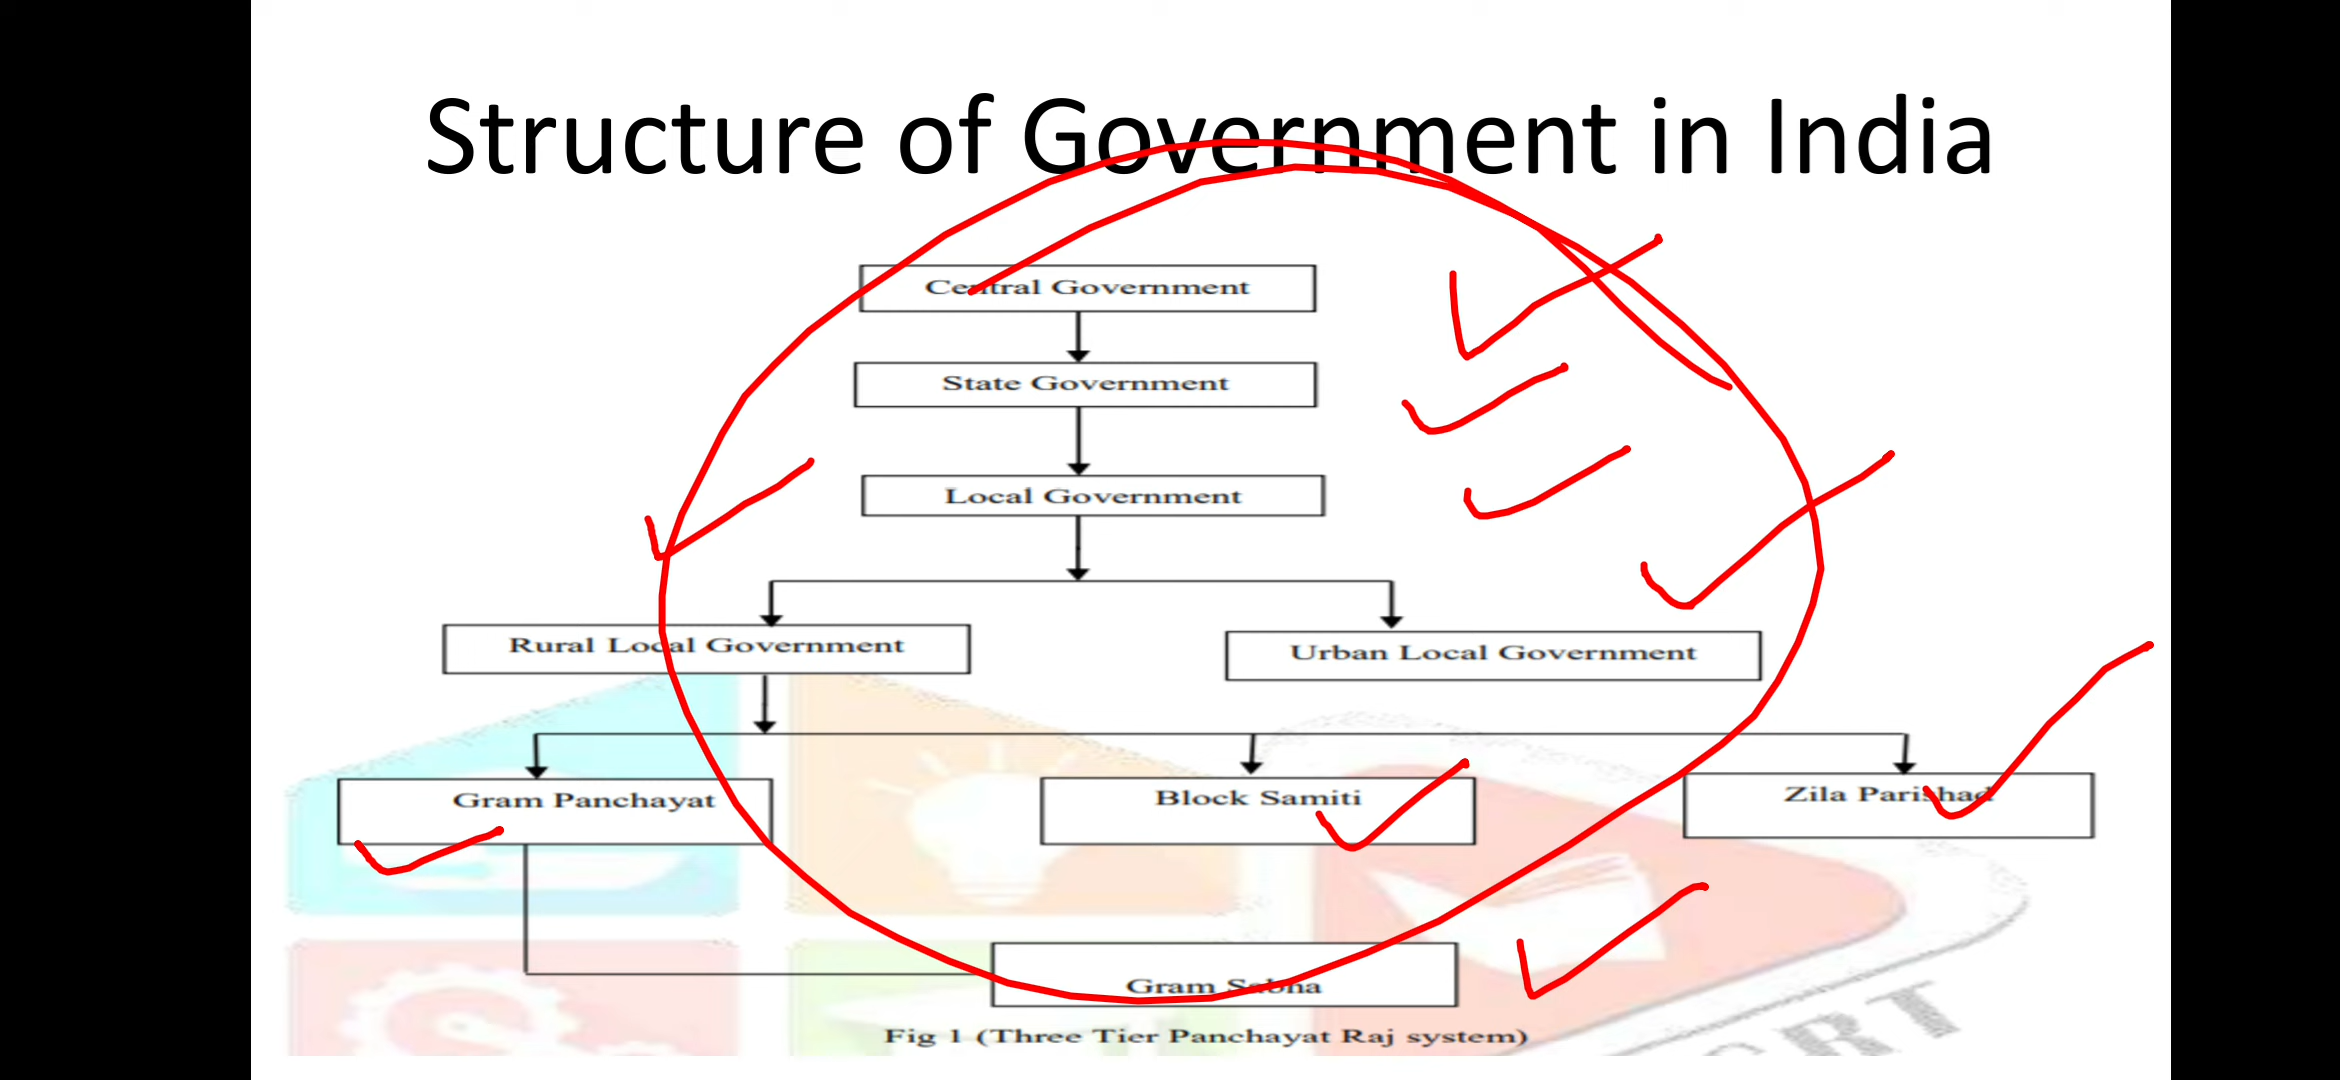 Structure of Government in India
Central Government
State Government
Local Government
Rural Local Government
Urban Local Government
Gram Panchayat
Block Samiti
Zila Parishad
Gram Sabha
Fig 1 (Three Tier Panchayat Raj system)
CRT